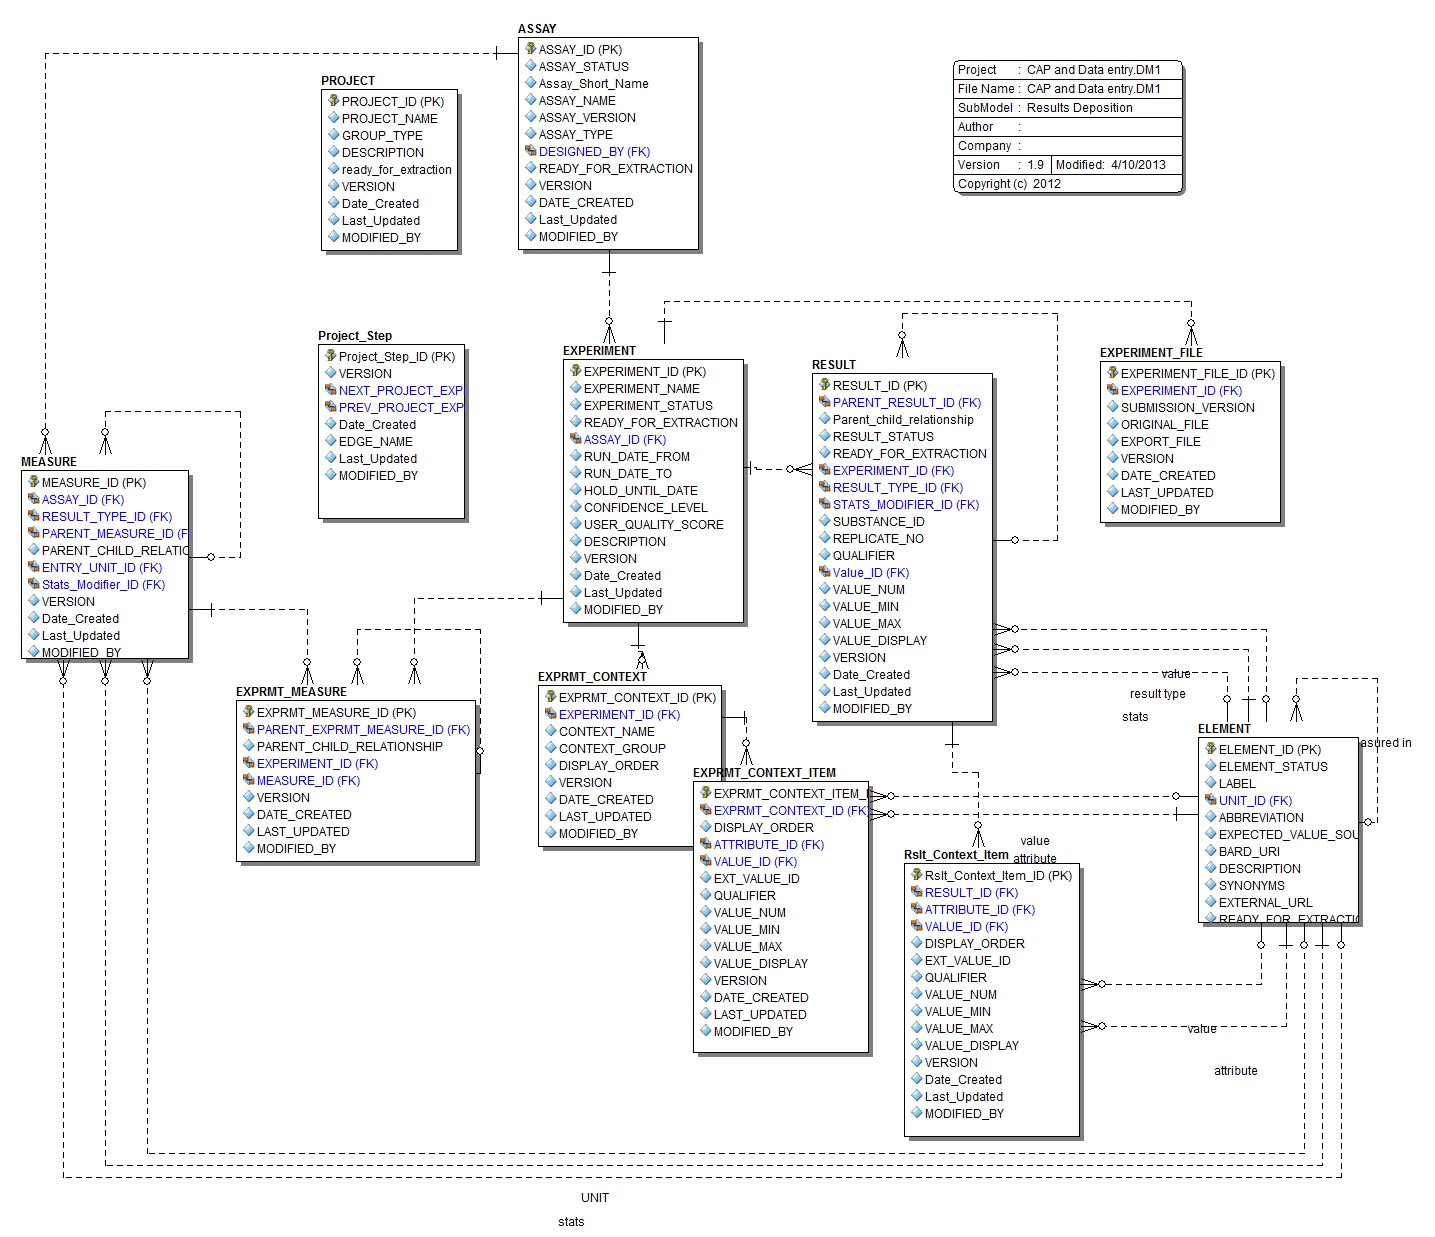 ASSAY
ASSAY_ID (PK)
ASSAY_STATUS
Assay_Short_Name
ASSAY_NAME
ASSAY_VERSION
ASSAY_TYPE
DESIGNED_BY (FK)
READY_FOR_EXTRACTION
VERSION
DATE_CREATED
Last_Updated
MODIFIED_BY
PROJECT
PROJECT_ID (PK)
PROJECT_NAME
GROUP_TYPE
DESCRIPTION
ready_for_extraction
VERSION
Date_Created
Last_Updated
MODIFIED_BY
Project : CAP and Data entry.DM1
File Name : CAP and Data entry.DM1
SubModel : Results Deposition
Author :
Company :
Version : 1.9 Modified: 4/10/2013
Copyright (c) 2012
Project_Step
Project_Step_ID (PK)
VERSION
NEXT_PROJECT_EXP
PREV_PROJECT_EXP
Date_Created
EDGE_NAME
Last_Updated
MODIFIED_BY
EXPERIMENT
EXPERIMENT_ID (PK)
EXPERIMENT_NAME
EXPERIMENT_STATUS
READY_FOR_EXTRACTION
ASSAY_ID (FK)
RUN_DATE_FROM
RUN_DATE_TO
HOLD_UNTIL_DATE
CONFIDENCE_LEVEL
USER_QUALITY_SCORE
DESCRIPTION
VERSION
Date_Created
Last_Updated
MODIFIED_BY
RESULT
RESULT_ID (PK)
PARENT_RESULT_ID (FK)
Parent_child_relationship
RESULT_STATUS
READY_FOR_EXTRACTION
EXPERIMENT_ID (FK)
RESULT_TYPE_ID (FK)
STATS_MODIFIER_ID (FK)
SUBSTANCE_ID
REPLICATE_NO
QUALIFIER
Value_ID (FK)
VALUE_NUM
VALUE_MIN
VALUE_MAX
VALUE_DISPLAY
VERSION
Date_Created
Last_Updated
MODIFIED_BY
EXPERIMENT_FILE
EXPERIMENT_FILE_ID (PK)
EXPERIMENT_ID (FK)
SUBMISSION_VERSION
ORIGINAL_FILE
EXPORT_FILE
VERSION
DATE_CREATED
LAST_UPDATED
MODIFIED_BY
MEASURE
MEASURE_ID (PK)
ASSAY_ID (FK)
RESULT_TYPE_ID (FK)
PARENT_MEASURE_ID (F
PARENT_CHILD_RELATIO
ENTRY_UNIT_ID (FK)
Stats_Modifier_ID (FK)
VERSION
Date_Created
Last_Updated
MODIFIED_BY
EXPRMT_MEASURE
EXPRMT_MEASURE_ID (PK)
PARENT_EXPRMT_MEASURE_ID (FK)
PARENT_CHILD_RELATIONSHIP
EXPERIMENT_ID (FK)
MEASURE_ID (FK)
VERSION
DATE_CREATED
LAST_UPDATED
MODIFIED_BY
EXPRMT_CONTEXT
EXPRMT_CONTEXT_ID (PK)
EXPERIMENT_ID (FK)
CONTEXT_NAME
CONTEXT_GROUP
DISPLAY_ORDER
VERSION
DATE_CREATED
LAST_UPDATED
MODIFIED_BY
EXPRMT_CONTEXT_ITEM
EXPRMT_CONTEXT_ITEM_I
EXPRMT_CONTEXT_ID (FK
DISPLAY_ORDER
ATTRIBUTE_ID (FK)
VALUE_ID (FK)
EXT_VALUE_ID
QUALIFIER
VALUE_NUM
VALUE_MIN
VALUE_MAX
VALUE_DISPLAY
VERSION
DATE_CREATED
LAST_UPDATED
MODIFIED_BY
value
result type
stats
asured in
ELEMENT
ELEMENT_ID (PK)
ELEMENT_STATUS
LABEL
UNIT_ID (FK)
ABBREVIATION
EXPECTED_VALUE_SOU
BARD_URI
DESCRIPTION
SYNONYMS
EXTERNAL_URL
READY_FOR_EXTRACTIO
value
attribute
Rslt_Context_Item
Rslt_Context_Item_ID (PK)
RESULT_ID (FK)
ATTRIBUTE_ID (FK)
VALUE_ID (FK)
DISPLAY_ORDER
EXT_VALUE_ID
QUALIFIER
VALUE_NUM
VALUE_MIN
VALUE_MAX
VALUE_DISPLAY
VERSION
Date_Created
Last_Updated
MODIFIED_BY
value
attribute
UNIT
stats